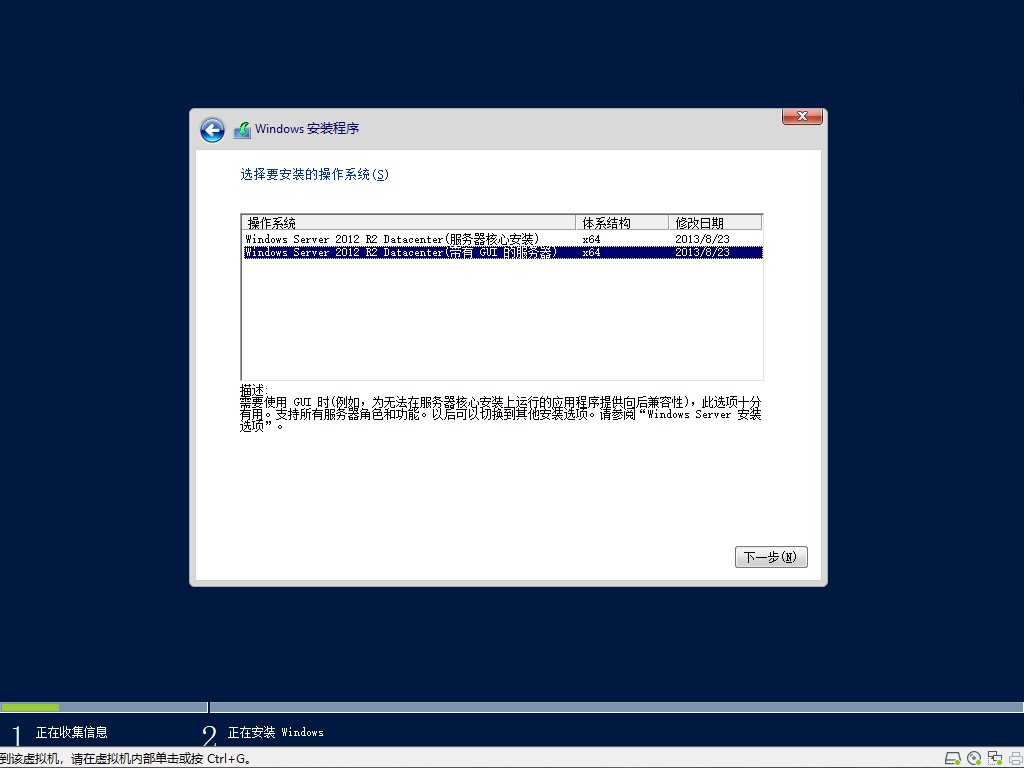 Windows 安装程序
选择要安装的操作系统(S)
操作系统 体系结构 修改日期
Windows Server 2012 R2 Datacenter(服务器核心安装) x64 2013/8/23
Windows Server 2012 R2 Datacenter(带有 GUI 的服务器) x64 2013/8/23
描述:
需要使用 GUI 时(例如，为无法在服务器核心安装上运行的应用程序提供向后兼容性)，此选项十分
有用。支持所有服务器角色和功能。以后可以切换到其他安装选项。请参阅“Windows Server 安装
选项”。
下一步(N)
1 正在收集信息 2 正在安装 Windows
到该虚拟机，请在虚拟机内部单击或按 Ctrl+G。